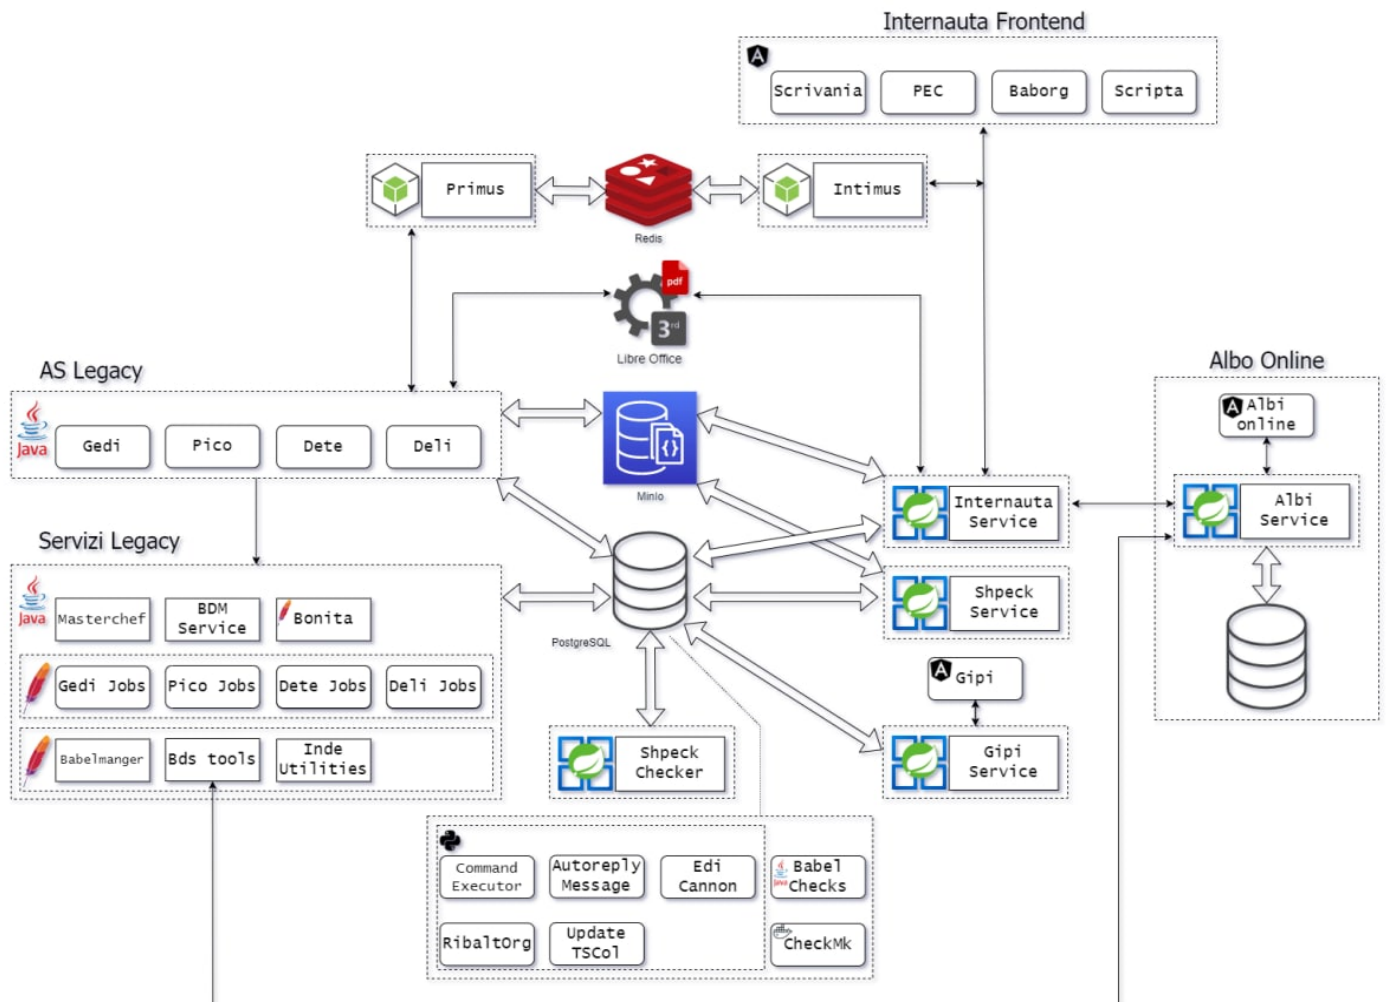 Internauta Frontend
Scrivania
PEC
Baborg
Scripta
Primus
Redis
Intimus
pdf
3rd
Libre Office
AS Legacy
Java
Gedi
Pico
Dete
Deli
MinIo
Albo Online
Albi
online
Internauta
Service
Albi
Service
Servizi Legacy
Java
Masterchef
BDM
Service
Bonita
PostgreSQL
Shpeck
Service
Gedi Jobs
Pico Jobs
Dete Jobs
Deli Jobs
Gipi
Babelmanger
Bds tools
Inde
Utilities
Shpeck
Checker
Gipi
Service
Command
Executor
Autoreply
Message
Edi
Cannon
Java
Babel
Checks
RibaltOrg
Update
TSCol
CheckMk